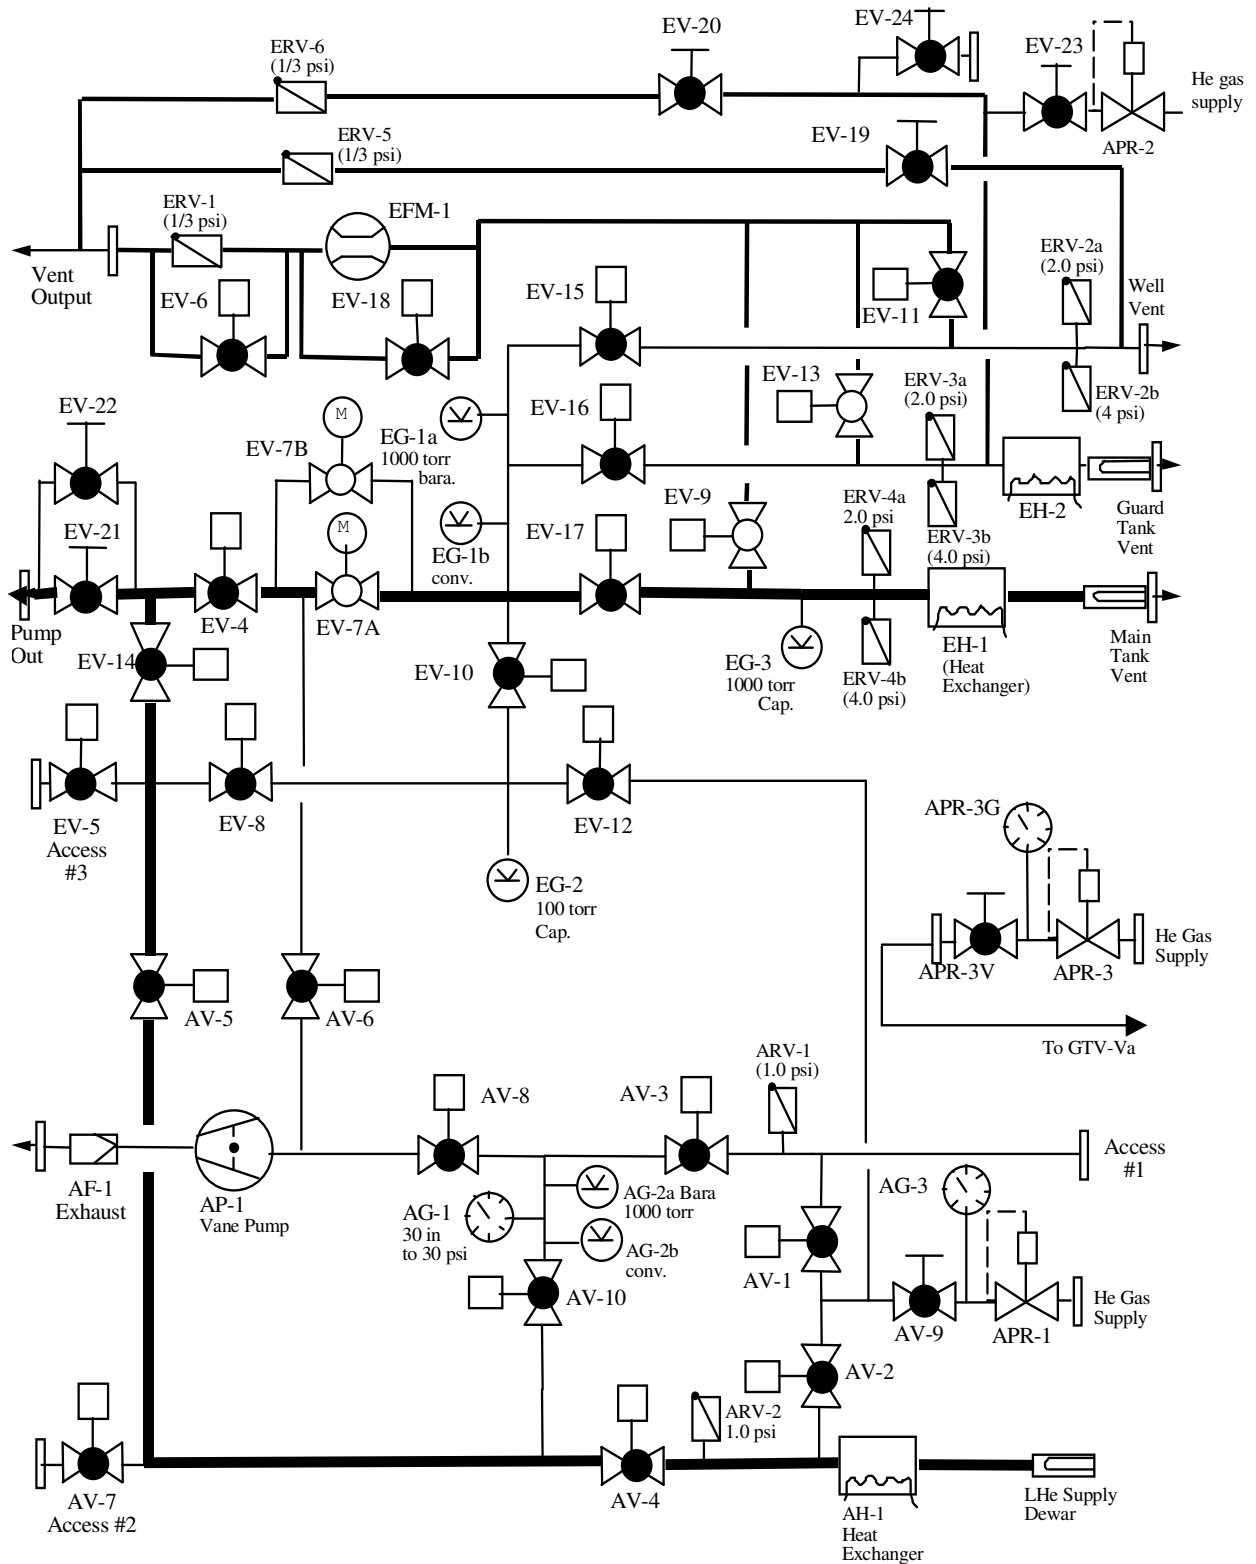 EV-24
EV-20
EV-23
ERV-6
(1/3 psi)
He gas
supply
ERV-5
(1/3 psi)
EV-19
APR-2
ERV-1
(1/3 psi)
EFM-1
ERV-2a
(2.0 psi)
Vent
Output
EV-6
EV-18
EV-15
EV-11
Well
Vent
EV-13
ERV-3a
(2.0 psi)
ERV-2b
(4 psi)
EV-22
M
EV-16
EV-7B
EG-1a
1000 torr
bara.
EV-9
ERV-4a
2.0 psi
EH-2
Guard
Tank
Vent
EV-21
M
EG-1b
conv.
EV-17
ERV-3b
(4.0 psi)
Pump
Out
EV-4
EV-7A
EV-14
EV-10
EG-3
1000 torr
Cap.
ERV-4b
(4.0 psi)
EH-1
(Heat
Exchanger)
Main
Tank
Vent
EV-5
Access
#3
EV-8
EV-12
APR-3G
EG-2
100 torr
Cap.
APR-3V
APR-3
He Gas
Supply
AV-5
AV-6
To GTV-Va
ARV-1
(1.0 psi)
AV-8
AV-3
Access
#1
AF-1
Exhaust
AP-1
Vane Pump
AG-1
30 in
to 30 psi
AG-2a Bara
1000 torr
AG-3
AG-2b
conv.
AV-1
AV-10
AV-9
APR-1
He Gas
Supply
AV-2
ARV-2
1.0 psi
AV-7
Access #2
AV-4
AH-1
Heat
Exchanger
LHe Supply
Dewar